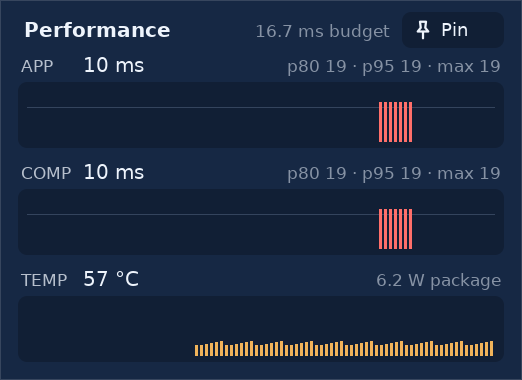 Performance 16.7 ms budget Pin
APP 10 ms p80 19 · p95 19 · max 19
COMP 10 ms p80 19 · p95 19 · max 19
TEMP 57 °C 6.2 W package